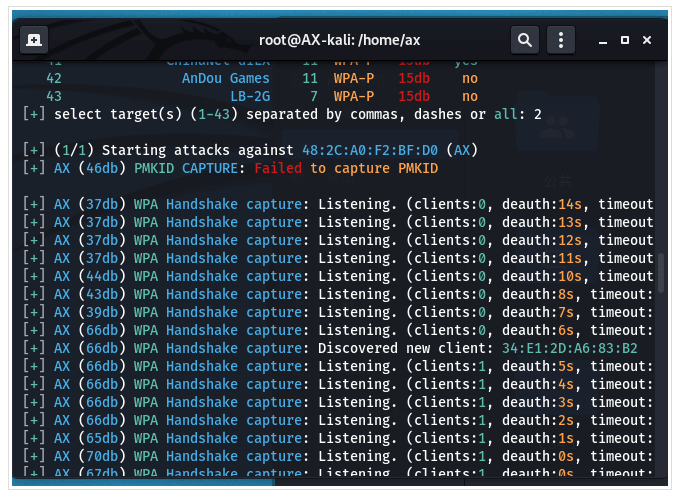 root@AX-kali: /home/ax
41 ChinaNet-diEX 11 WPA-P 15db yes
42 AnDou Games 11 WPA-P 15db no
43 LB-2G 7 WPA-P 15db no
[+] select target(s) (1-43) separated by commas, dashes or all: 2
[+] (1/1) Starting attacks against 48:2C:A0:F2:BF:D0 (AX)
[+] AX (46db) PMKID CAPTURE: Failed to capture PMKID
[+] AX (37db) WPA Handshake capture: Listening. (clients:0, deauth:14s, timeout
[+] AX (37db) WPA Handshake capture: Listening. (clients:0, deauth:13s, timeout
[+] AX (37db) WPA Handshake capture: Listening. (clients:0, deauth:12s, timeout
[+] AX (37db) WPA Handshake capture: Listening. (clients:0, deauth:11s, timeout
[+] AX (44db) WPA Handshake capture: Listening. (clients:0, deauth:10s, timeout
[+] AX (43db) WPA Handshake capture: Listening. (clients:0, deauth:8s, timeout:
[+] AX (39db) WPA Handshake capture: Listening. (clients:0, deauth:7s, timeout:
[+] AX (66db) WPA Handshake capture: Listening. (clients:0, deauth:6s, timeout:
[+] AX (66db) WPA Handshake capture: Discovered new client: 34:E1:2D:A6:83:B2
[+] AX (66db) WPA Handshake capture: Listening. (clients:1, deauth:5s, timeout:
[+] AX (66db) WPA Handshake capture: Listening. (clients:1, deauth:4s, timeout:
[+] AX (66db) WPA Handshake capture: Listening. (clients:1, deauth:3s, timeout:
[+] AX (66db) WPA Handshake capture: Listening. (clients:1, deauth:2s, timeout:
[+] AX (65db) WPA Handshake capture: Listening. (clients:1, deauth:1s, timeout:
[+] AX (70db) WPA Handshake capture: Listening. (clients:1, deauth:0s, timeout:
[+] AX (67db) WPA Handshake capture: Listening. (clients:1, deauth:0s, timeout: